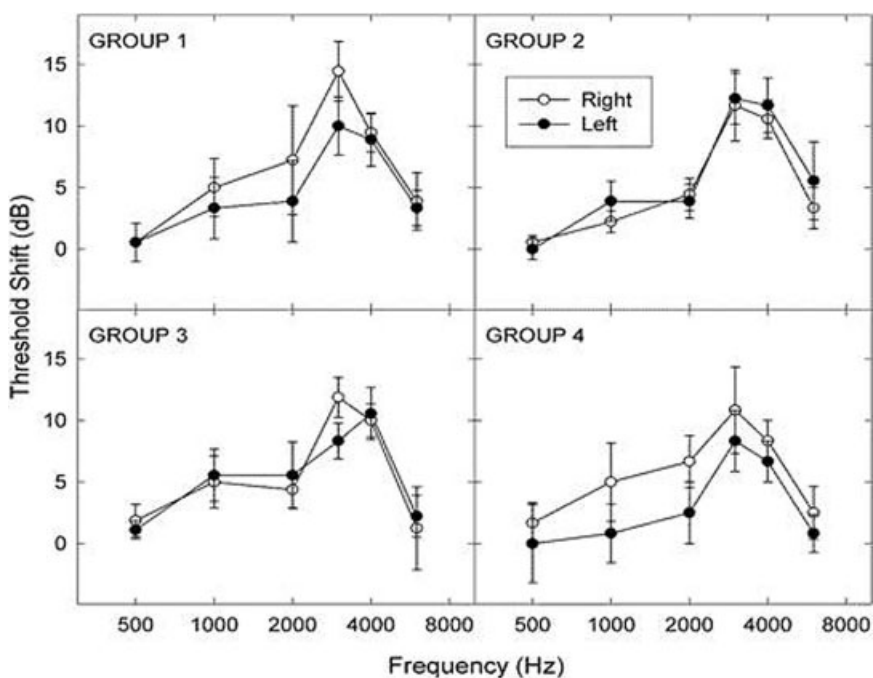 GROUP 1
GROUP 2
15
10
5
0
Right
Left
Threshold Shift (dB)
GROUP 3
GROUP 4
15
10
5
0
500 1000 2000 4000 8000 500 1000 2000 4000 8000
Frequency (Hz)